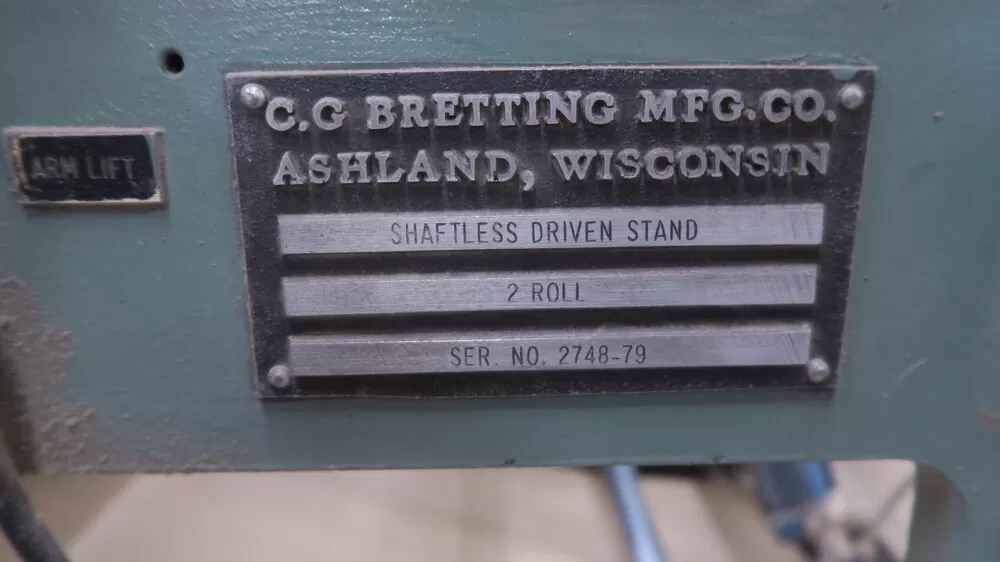 C.G BRETTING MFG.CO.
ASHLAND, WISCONSIN
ARM LIFT
SHAFTLESS DRIVEN STAND
2 ROLL
SER. NO. 2748-79